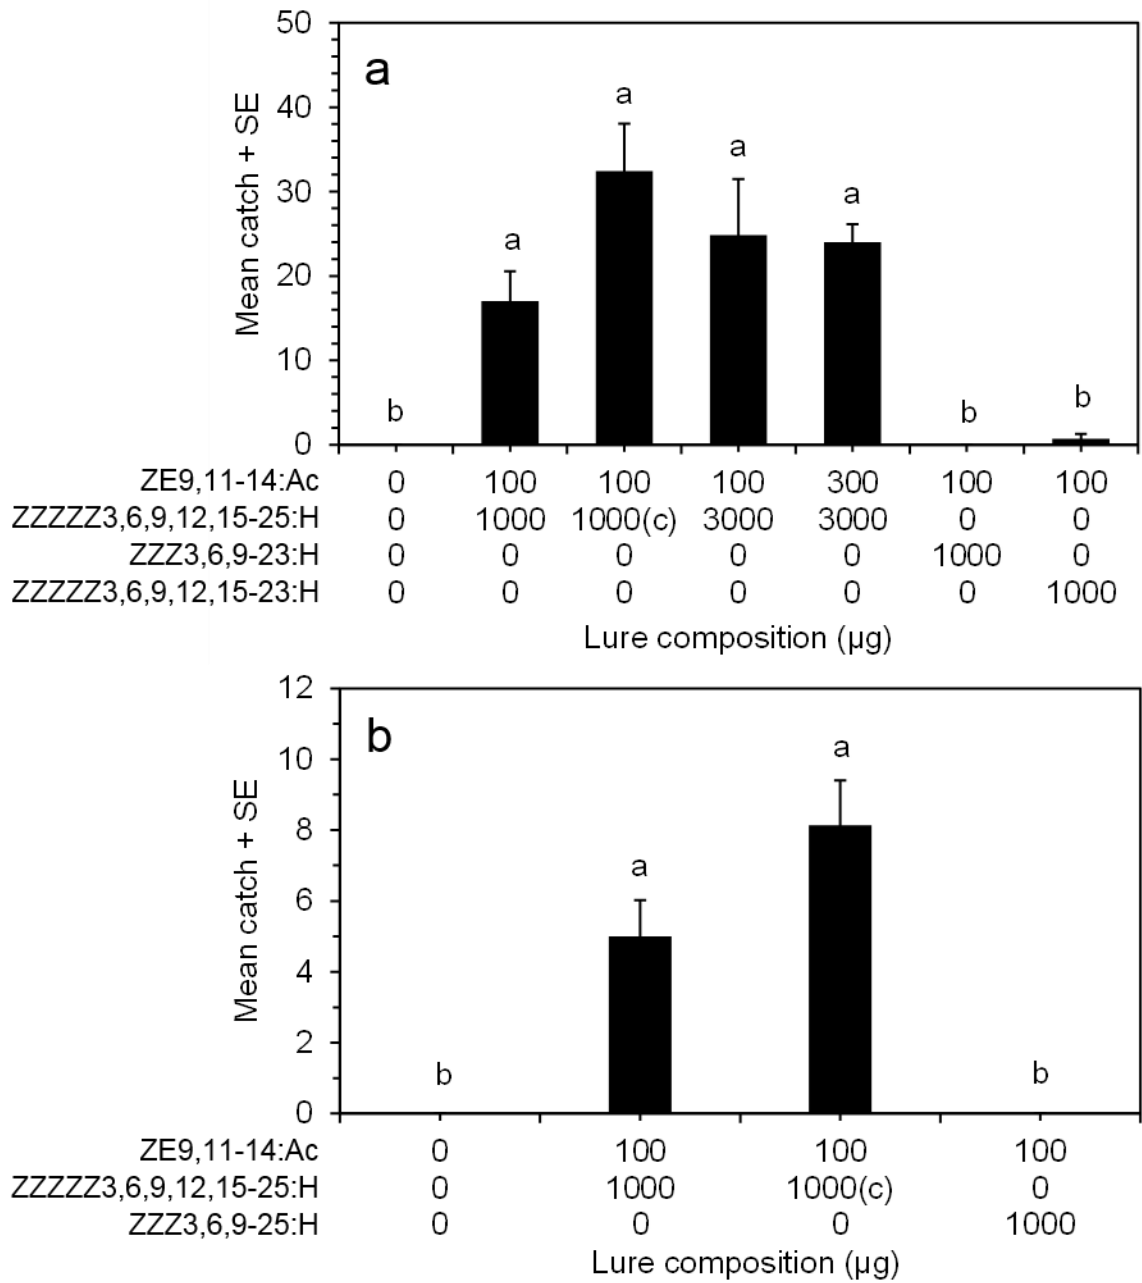 50
a
a
40
a
a
30
a
20
10
b
b
b
0
Mean catch + SE
ZE9,11-14:Ac 0 100 100 100 300 100 100
ZZZZZ3,6,9,12,15-25:H 0 1000 1000(c) 3000 3000 0 0
ZZZ3,6,9-23:H 0 0 0 0 0 1000 0
ZZZZZ3,6,9,12,15-23:H 0 0 0 0 0 0 1000
Lure composition (µg)
12
b
a
10
a
8
6
4
2
b
b
0
Mean catch + SE
ZE9,11-14:Ac 0 100 100 100
ZZZZZ3,6,9,12,15-25:H 0 1000 1000(c) 0
ZZZ3,6,9-25:H 0 0 0 1000
Lure composition (µg)